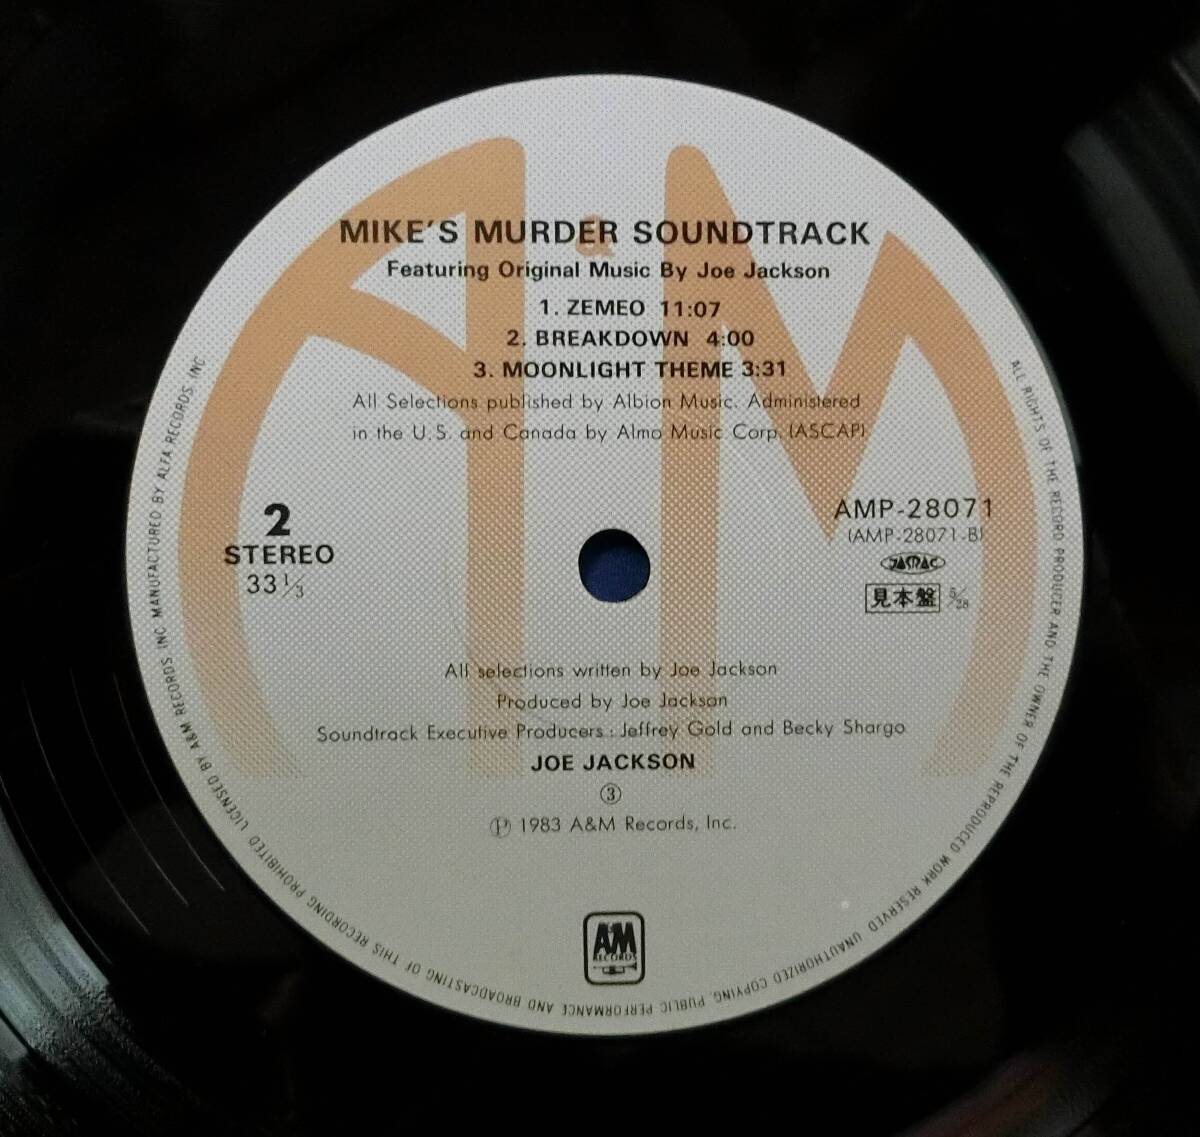 MIKE'S MURDER SOUNDTRACK
Featuring Original Music By Joe Jackson
1. ZEMEO 11:07
2. BREAKDOWN 4:00
3. MOONLIGHT THEME 3:31
All Selections published by Albion Music. Administered
in the U.S. and Canada by Almo Music Corp. (ASCAP)
2
STEREO
33 1/3
AMP-28071
(AMP-28071-B)
JASRAC
見本盤 5/28
All selections written by Joe Jackson
Produced by Joe Jackson
Soundtrack Executive Producers : Jeffrey Gold and Becky Shargo
JOE JACKSON
③
Ⓟ 1983 A&M Records, Inc.
A&M
RECORDS
ALL RIGHTS OF THE RECORD PRODUCER AND THE OWNER OF THE REPRODUCED WORK RESERVED. UNAUTHORIZED COPYING, PUBLIC PERFORMANCE AND BROADCASTING OF THIS RECORDING PROHIBITED LICENSED BY A&M RECORDS INC MANUFACTURED BY ALFA RECORDS INC